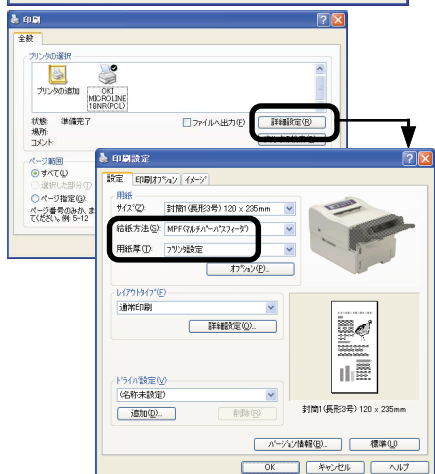 印刷
全般
プリンタの選択
プリンタの追加
OKI
MICROLINE
18NR(PCL)
状態: 準備完了
場所:
コメント:
ファイルへ出力(F)
詳細設定(R)
ページ範囲
すべて(L)
選択した部分(T)
ページ指定(G):
ページ番号のみか、ま
てください。例: 5-12
印刷設定
設定 印刷オプション イメージ
用紙
サイズ(Z): 封筒1(長形3号) 120 x 235mm
給紙方法(S): MPF(マルチパーパスフィーダ)
用紙厚(T): プリンタ設定
オプション(P)...
レイアウトタイプ(E)
通常印刷
詳細設定(O)...
ドライバ設定(V)
(名称未設定)
追加(D)...
削除(R)
封筒1(長形3号) 120 x 235mm
バージョン情報(B)...
標準(U)
OK
キャンセル
ヘルプ